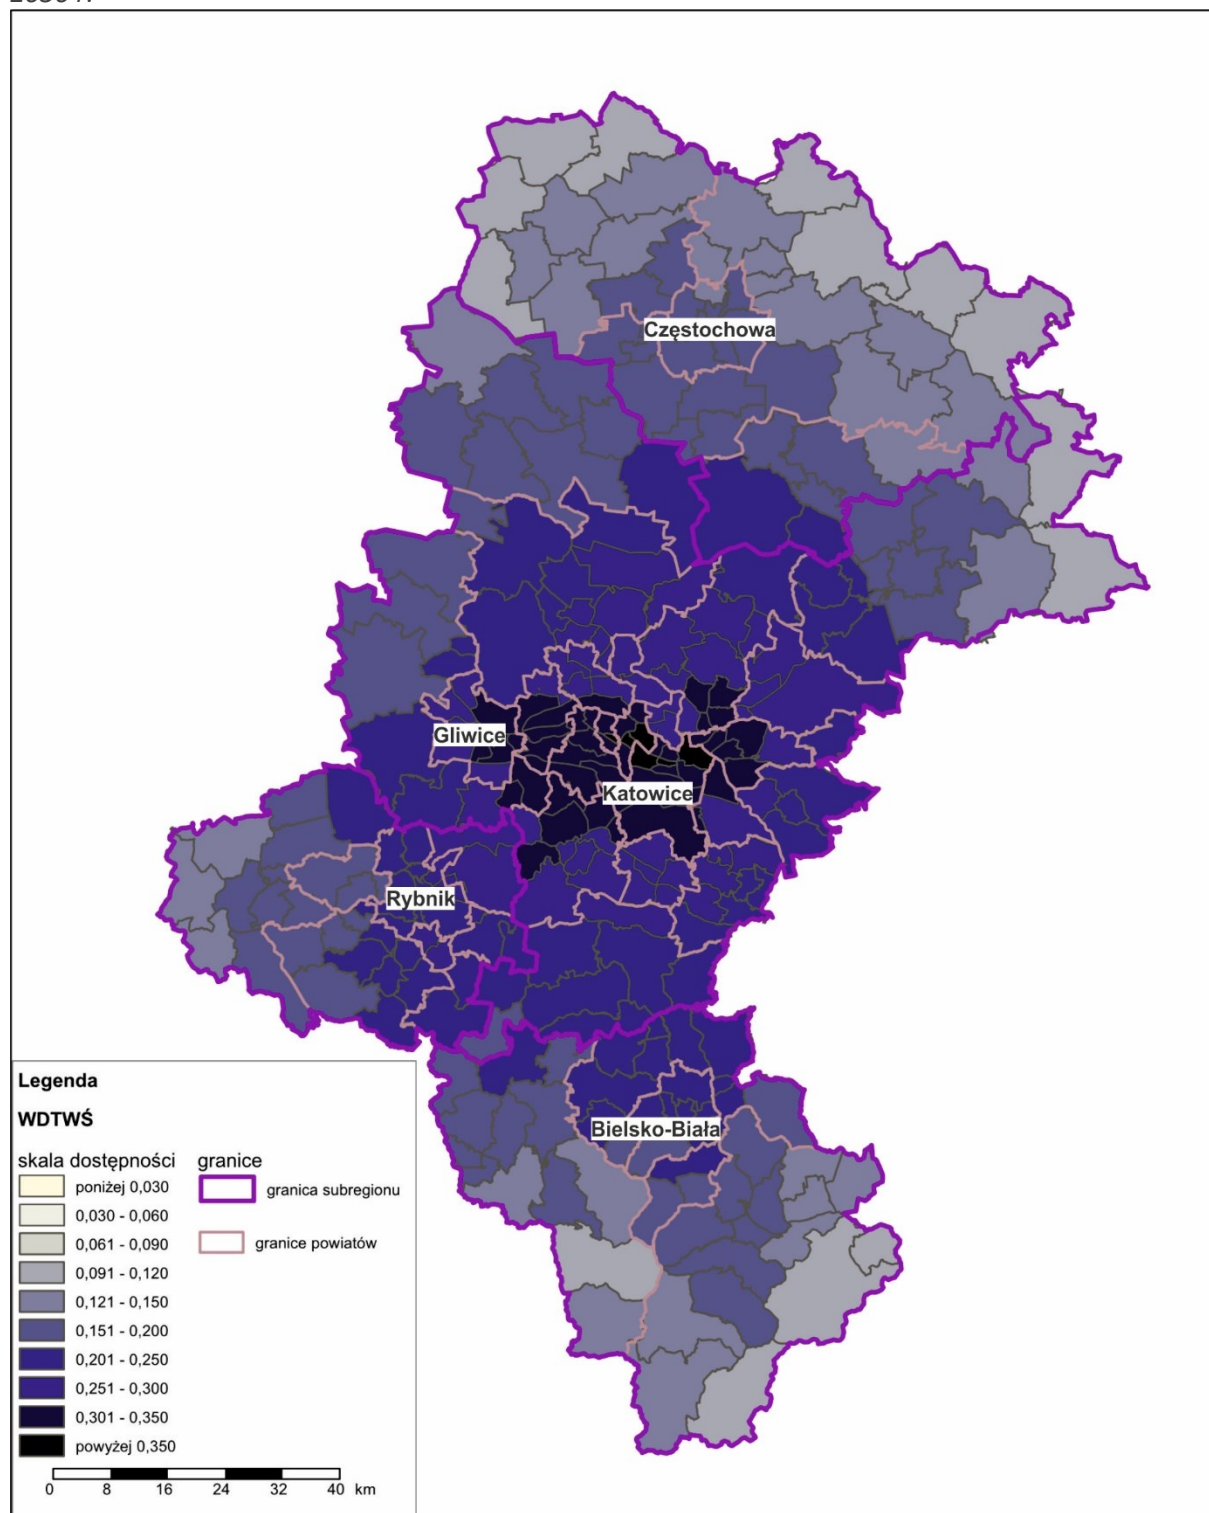 Częstochowa
Gliwice
Katowice
Rybnik
Bielsko-Biała
Legenda
WDTWŚ
skala dostępności
poniżej 0,030
0,030 - 0,060
0,061 - 0,090
0,091 - 0,120
0,121 - 0,150
0,151 - 0,200
0,201 - 0,250
0,251 - 0,300
0,301 - 0,350
powyżej 0,350
granice
granica subregionu
granice powiatów
0 8 16 24 32 40 km